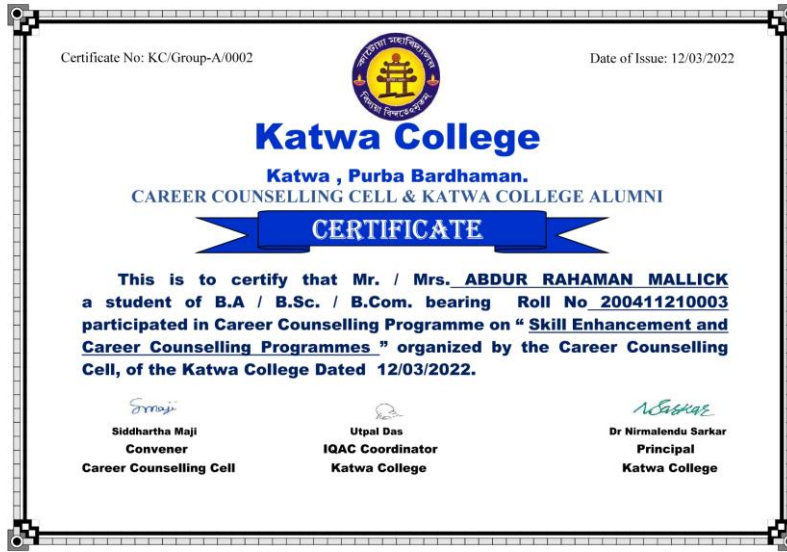 Certificate No: KC/Group-A/0002
Date of Issue: 12/03/2022
কাটোয়া মহাবিদ্যালয়
Katwa College
Katwa , Purba Bardhaman.
CAREER COUNSELLING CELL & KATWA COLLEGE ALUMNI
CERTIFICATE
This is to certify that Mr. / Mrs. ABDUR RAHAMAN MALLICK
a student of B.A / B.Sc. / B.Com. bearing Roll No 200411210003
participated in Career Counselling Programme on “ Skill Enhancement and
Career Counselling Programmes ” organized by the Career Counselling
Cell, of the Katwa College Dated 12/03/2022.
Smaji
NSarkar
Siddhartha Maji
Utpal Das
Dr Nirmalendu Sarkar
Convener
IQAC Coordinator
Principal
Career Counselling Cell
Katwa College
Katwa College